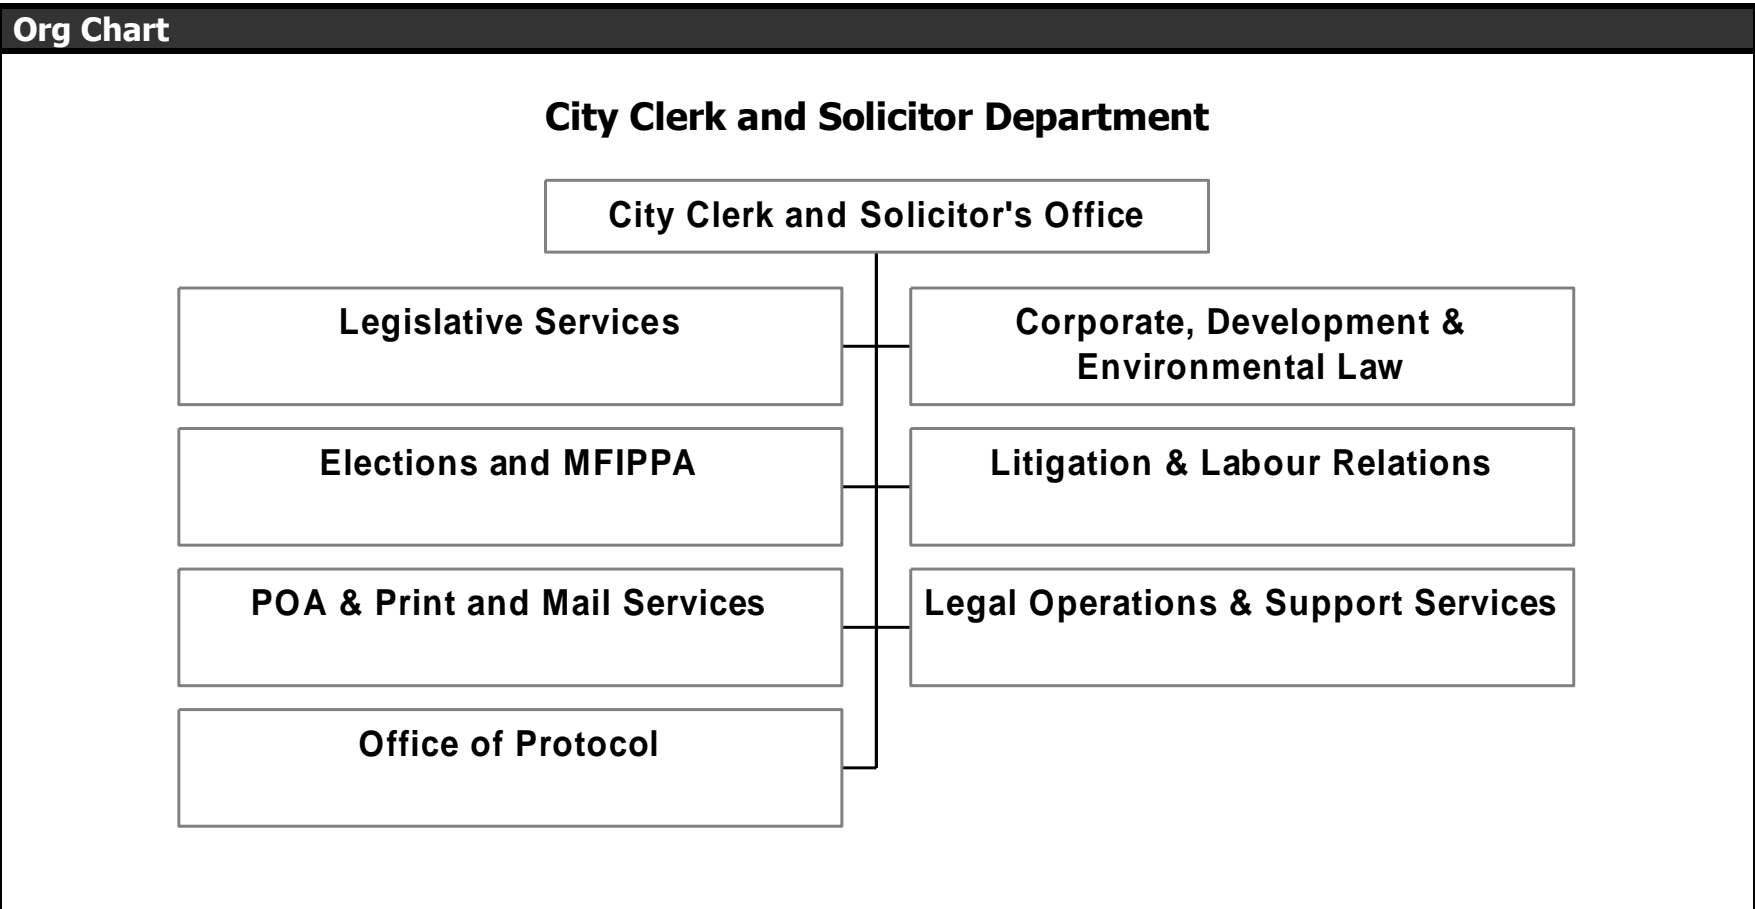 Org Chart
City Clerk and Solicitor Department
City Clerk and Solicitor's Office
Legislative Services
Corporate, Development &
Environmental Law
Elections and MFIPPA
Litigation & Labour Relations
POA & Print and Mail Services
Legal Operations & Support Services
Office of Protocol